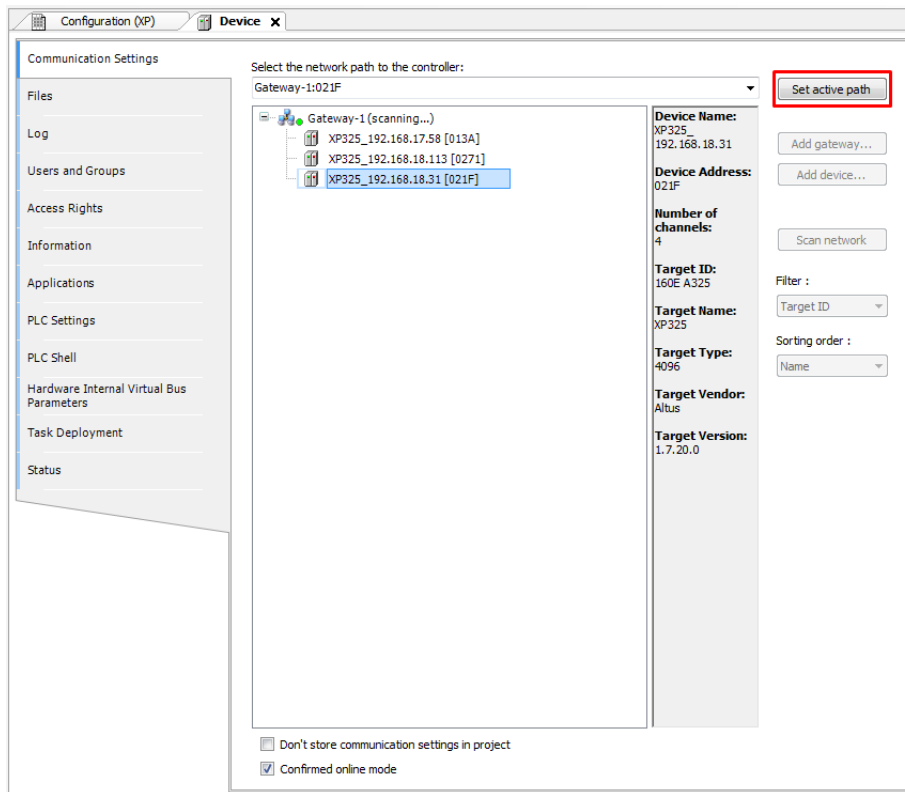 Configuration (XP)
Device
Communication Settings
Files
Log
Users and Groups
Access Rights
Information
Applications
PLC Settings
PLC Shell
Hardware Internal Virtual Bus
Parameters
Task Deployment
Status
Select the network path to the controller:
Gateway-1:021F
Gateway-1 (scanning...)
XP325_192.168.17.58 [013A]
XP325_192.168.18.113 [0271]
XP325_192.168.18.31 [021F]
Device Name:
XP325_
192.168.18.31
Device Address:
021F
Number of
channels:
4
Target ID:
160E A325
Target Name:
XP325
Target Type:
4096
Target Vendor:
Altus
Target Version:
1.7.20.0
Set active path
Add gateway...
Add device...
Scan network
Filter :
Target ID
Sorting order :
Name
Don't store communication settings in project
Confirmed online mode